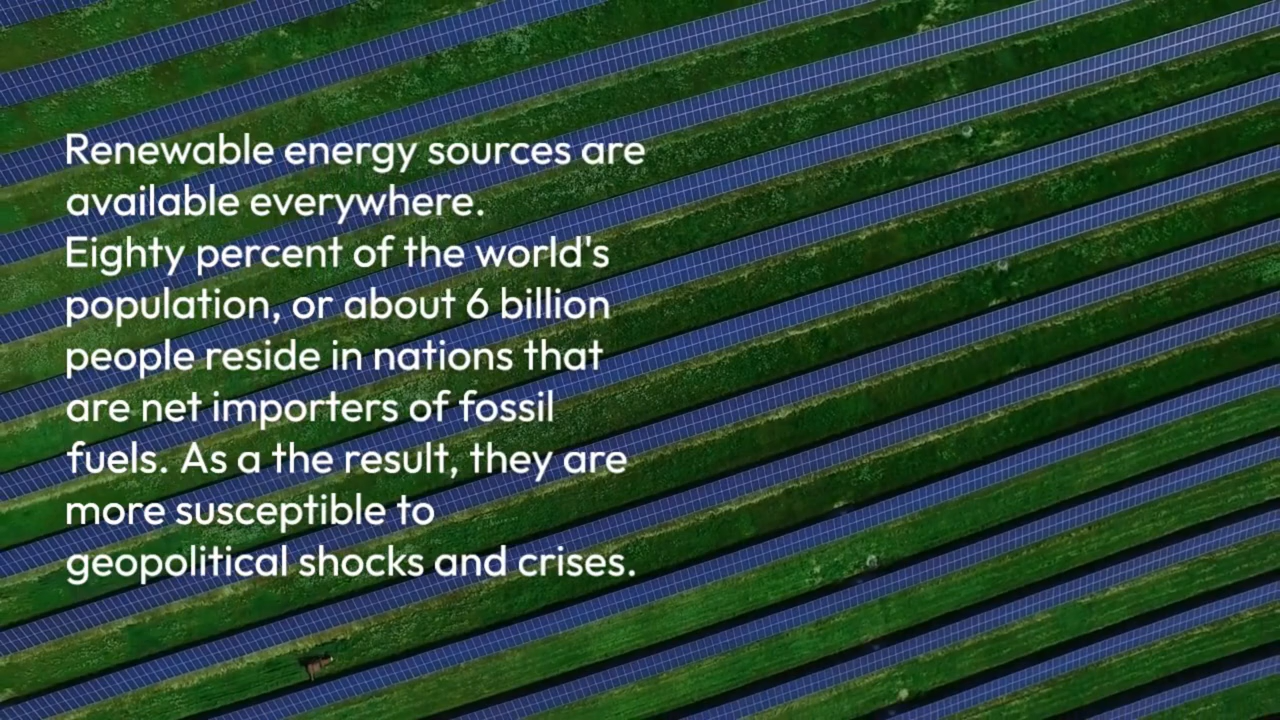 Renewable energy sources are
available everywhere.
Eighty percent of the world's
population, or about 6 billion
people reside in nations that
are net importers of fossil
fuels. As a the result, they are
more susceptible to
geopolitical shocks and crises.